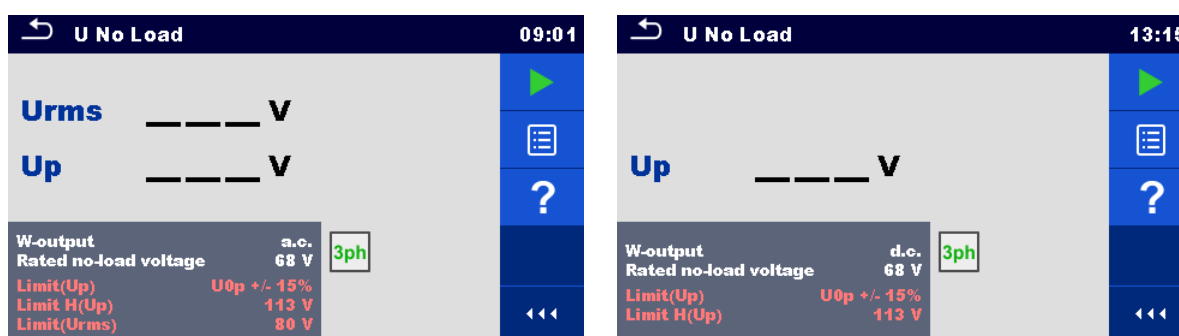 U No Load 09:01
Urms ___ V
Up ___ V
?
W-output a.c.
Rated no-load voltage 68 V
3ph
Limit(Up) U0p +/- 15%
Limit H(Up) 113 V
Limit(Urms) 80 V
U No Load 13:15
Up ___ V
?
W-output d.c.
Rated no-load voltage 68 V
3ph
Limit(Up) U0p +/- 15%
Limit H(Up) 113 V